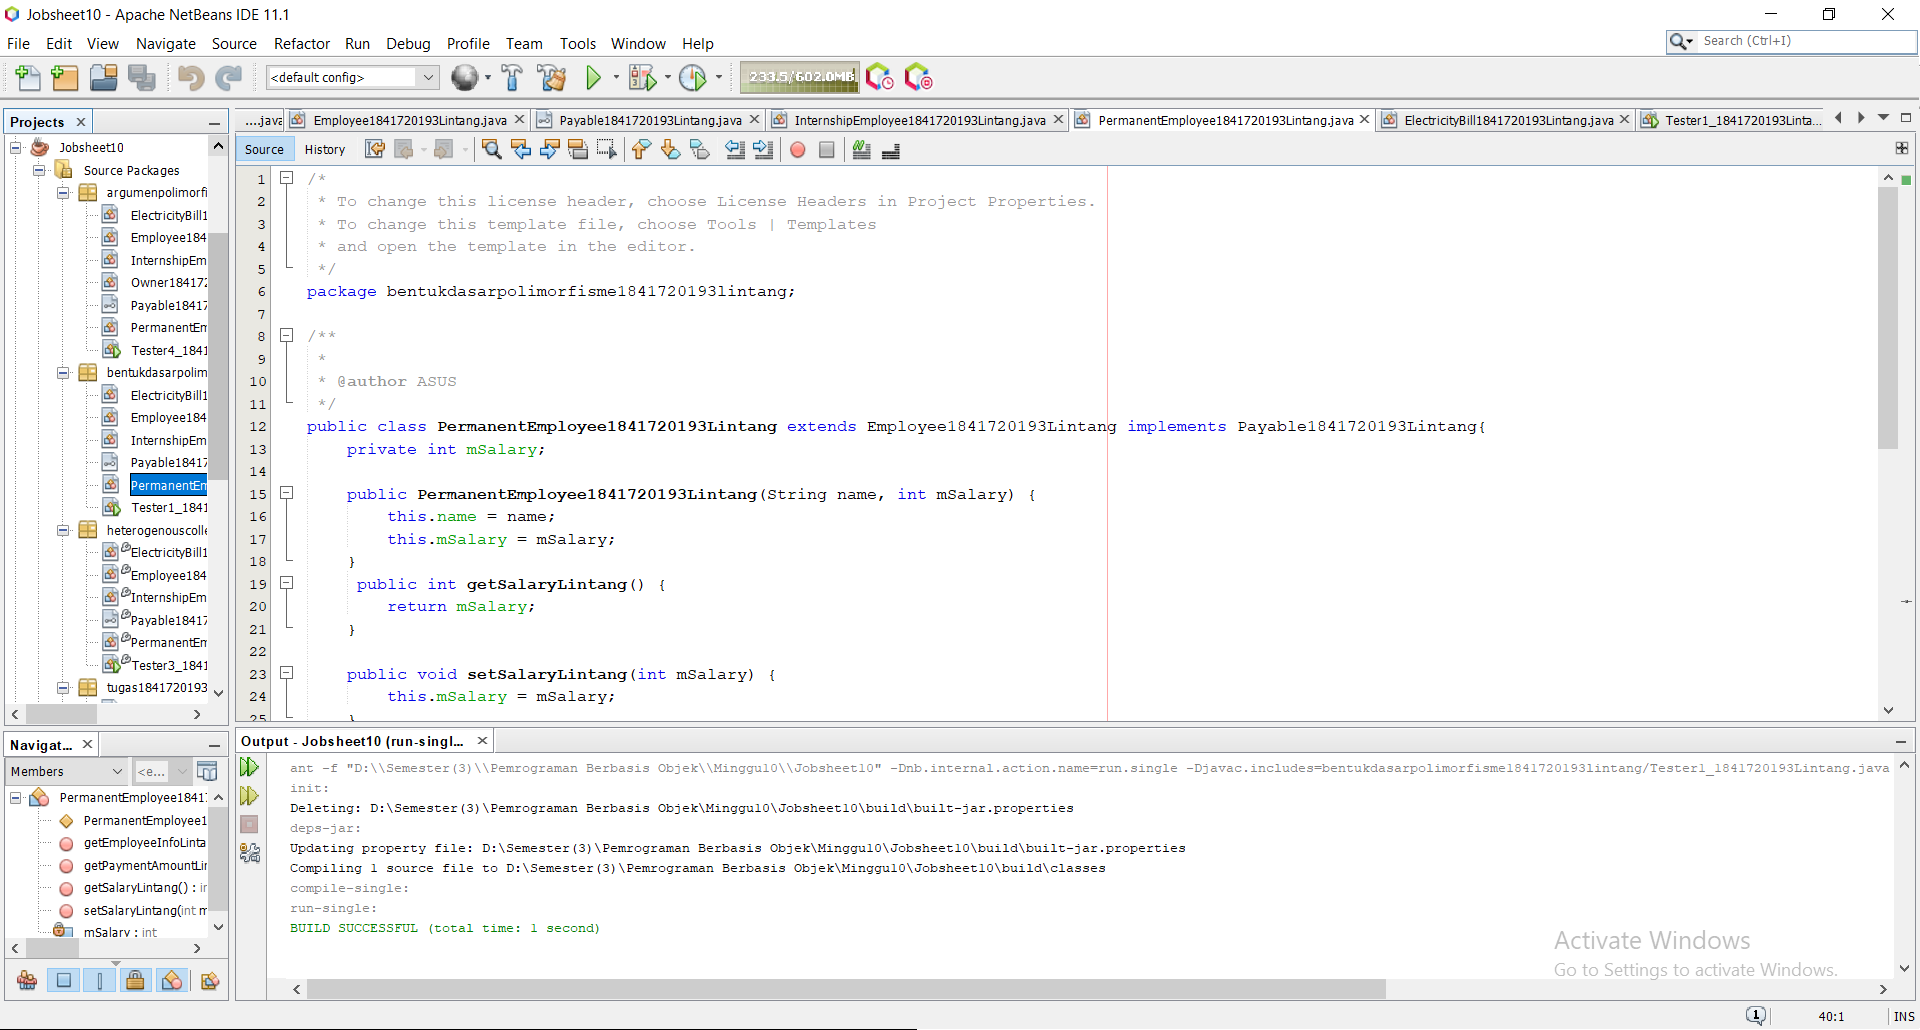 Jobsheet10 - Apache NetBeans IDE 11.1
File Edit View Navigate Source Refactor Run Debug Profile Team Tools Window Help
Search (Ctrl+I)
<default config>
233.5/602.0MB
Projects
Jobsheet10
Source Packages
argumenpolimorfi
ElectricityBill1
Employee184
InternshipEm
Owner18417
Payable18417
PermanentEm
Tester4_1841
bentukdasarpolim
ElectricityBill1
Employee184
InternshipEm
Payable18417
PermanentEm
Tester1_1841
heterogenouscolle
ElectricityBill1
Employee184
InternshipEm
Payable18417
PermanentEm
Tester3_1841
tugas1841720193
....java Employee1841720193Lintang.java Payable1841720193Lintang.java InternshipEmployee1841720193Lintang.java PermanentEmployee1841720193Lintang.java ElectricityBill1841720193Lintang.java Tester1_1841720193Linta...
Source History
1 /*
2 * To change this license header, choose License Headers in Project Properties.
3 * To change this template file, choose Tools | Templates
4 * and open the template in the editor.
5 */
6 package bentukdasarpolimorfisme1841720193lintang;
7
8 /**
9 *
10 * @author ASUS
11 */
12 public class PermanentEmployee1841720193Lintang extends Employee1841720193Lintang implements Payable1841720193Lintang{
13 private int mSalary;
14
15 public PermanentEmployee1841720193Lintang(String name, int mSalary) {
16 this.name = name;
17 this.mSalary = mSalary;
18 }
19 public int getSalaryLintang() {
20 return mSalary;
21 }
22
23 public void setSalaryLintang(int mSalary) {
24 this.mSalary = mSalary;
25 }
Navigat...
Members <e...
PermanentEmployee1841
PermanentEmployee1
getEmployeeInfoLinta
getPaymentAmountLin
getSalaryLintang() : in
setSalaryLintang(int m
mSalary : int
Output - Jobsheet10 (run-singl...
ant -f "D:\\Semester(3)\\Pemrograman Berbasis Objek\\Minggu10\\Jobsheet10" -Dnb.internal.action.name=run.single -Djavac.includes=bentukdasarpolimorfisme1841720193lintang/Tester1_1841720193Lintang.java
init:
Deleting: D:\Semester(3)\Pemrograman Berbasis Objek\Minggu10\Jobsheet10\build\built-jar.properties
deps-jar:
Updating property file: D:\Semester(3)\Pemrograman Berbasis Objek\Minggu10\Jobsheet10\build\built-jar.properties
Compiling 1 source file to D:\Semester(3)\Pemrograman Berbasis Objek\Minggu10\Jobsheet10\build\classes
compile-single:
run-single:
BUILD SUCCESSFUL (total time: 1 second)
Activate Windows
Go to Settings to activate Windows.
1 40:1 INS